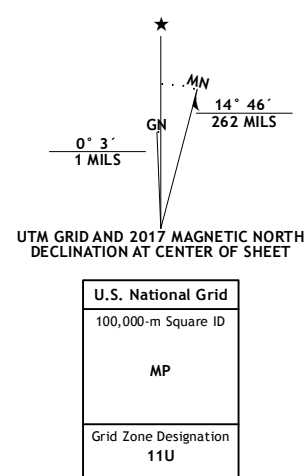 ★
MN
GN
14° 46´
262 MILS
0° 3´
1 MILS
UTM GRID AND 2017 MAGNETIC NORTH
DECLINATION AT CENTER OF SHEET
U.S. National Grid
100,000-m Square ID
MP
Grid Zone Designation
11U